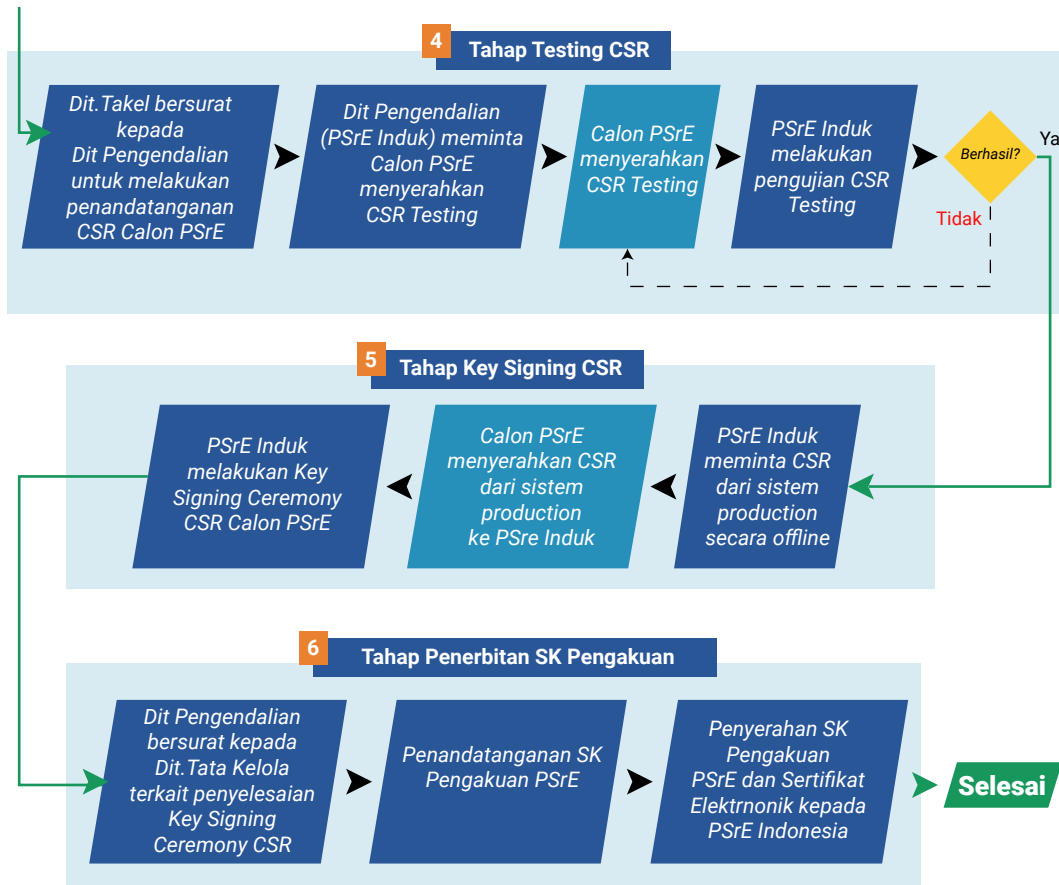 4
Tahap Testing CSR
Dit.Takel bersurat
kepada
Dit Pengendalian
untuk melakukan
penandatanganan
CSR Calon PSrE
Dit Pengendalian
(PSrE Induk) meminta
Calon PSrE
menyerahkan
CSR Testing
Calon PSrE
menyerahkan
CSR Testing
PSrE Induk
melakukan
pengujian CSR
Testing
Berhasil?
Ya
Tidak
5
Tahap Key Signing CSR
PSrE Induk
melakukan Key
Signing Ceremony
CSR Calon PSrE
Calon PSrE
menyerahkan CSR
dari sistem
production
ke PSre Induk
PSrE Induk
meminta CSR
dari sistem
production
secara offline
6
Tahap Penerbitan SK Pengakuan
Dit Pengendalian
bersurat kepada
Dit.Tata Kelola
terkait penyelesaian
Key Signing
Ceremony CSR
Penandatanganan SK
Pengakuan PSrE
Penyerahan SK
Pengakuan
PSrE dan Sertifikat
Elektrnonik kepada
PSrE Indonesia
Selesai